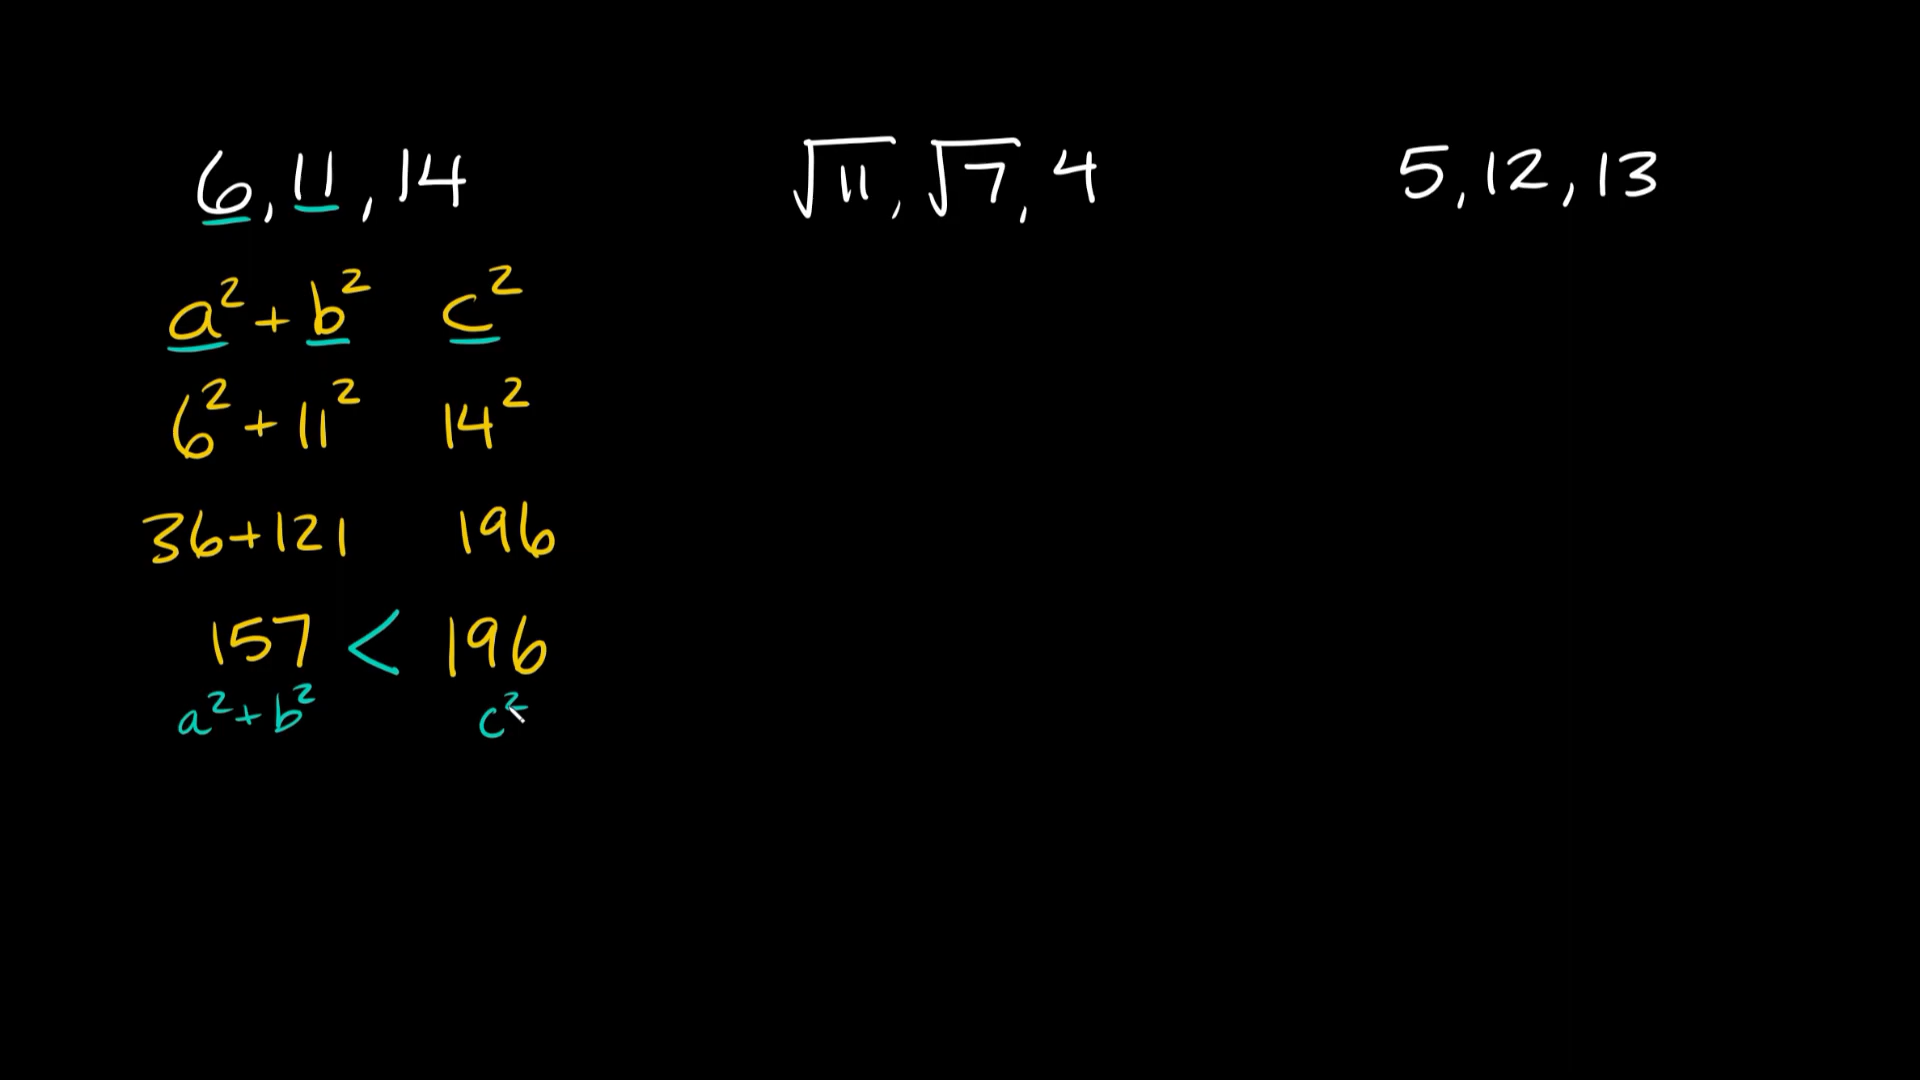 6, 11, 14
√11, √7, 4
5, 12, 13
a² + b² c²
6² + 11² 14²
36 + 121 196
157 < 196
a² + b² c²